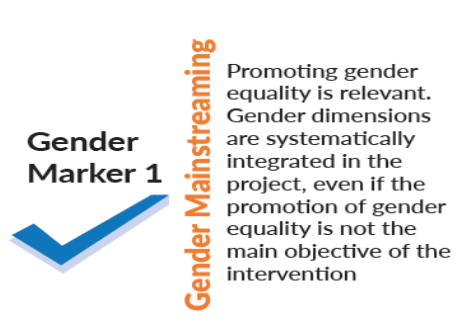 Gender
Marker 1
Gender Mainstreaming
Promoting gender
equality is relevant.
Gender dimensions
are systematically
integrated in the
project, even if the
promotion of gender
equality is not the
main objective of the
intervention